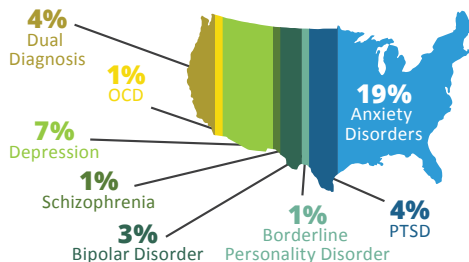 4%
Dual
Diagnosis
1%
OCD
7%
Depression
1%
Schizophrenia
3%
Bipolar Disorder
1%
Borderline
Personality Disorder
4%
PTSD
19%
Anxiety
Disorders